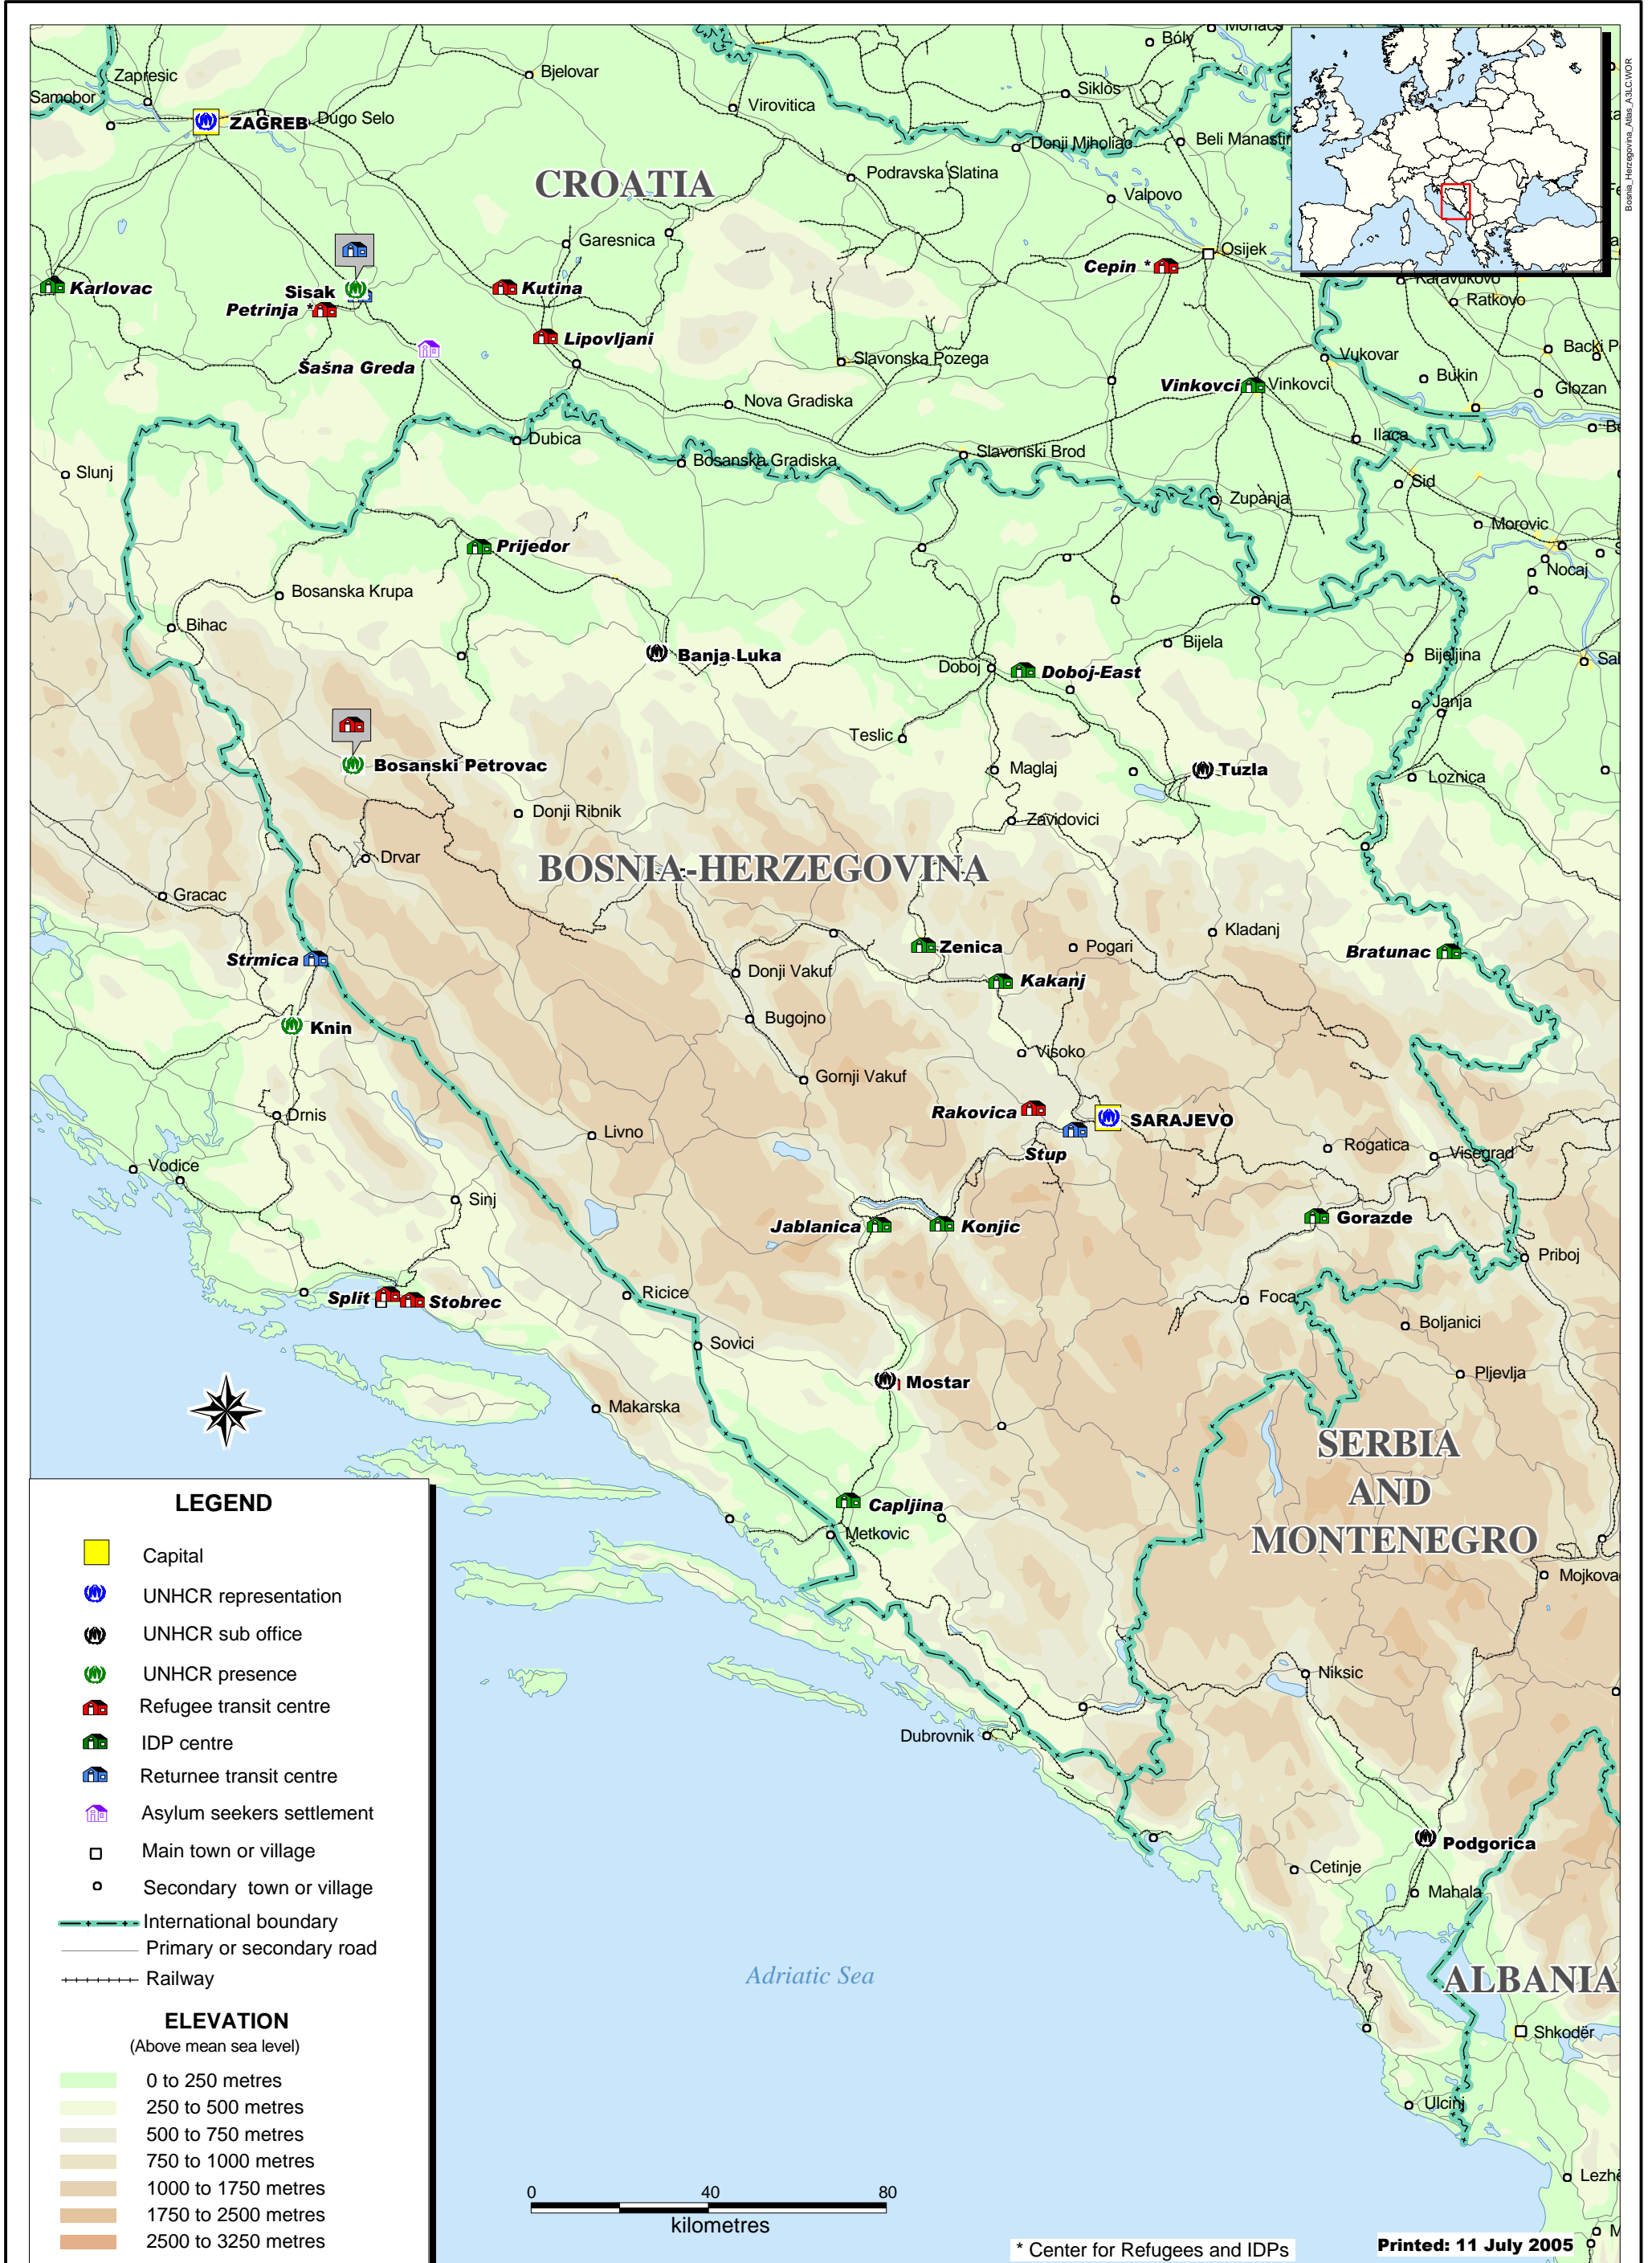 Bosnia_Herzegovina_Atlas_A3LC.WOR
Bóly
Zapresic
Bjelovar
Samobor
Siklós
Virovitica
ZAGREB
Dugo Selo
Donji Miholjac
Beli Manastir
CROATIA
Podravska Slatina
Valpovo
Garesnica
Osijek
Cepin *
Karlovac
Sisak
Kutina
Karavukovo
Ratkovo
Petrinja *
Lipovljani
Šašna Greda
Slavonska Pozega
Vukovar
Backi P
Vinkovci
Vinkovci
Bukin
Glozan
Nova Gradiska
Dubica
Ilaca
Bosanska Gradiska
Slavonski Brod
Slunj
Sid
Zupanja
Morovic
Prijedor
Nocaj
Bosanska Krupa
Bihac
Banja Luka
Bijela
Bijeljina
Doboj
Doboj-East
Janja
Teslic
Bosanski Petrovac
Maglaj
Tuzla
Loznica
Donji Ribnik
Zavidovici
Drvar
BOSNIA-HERZEGOVINA
Gracac
Kladanj
Zenica
Pogari
Bratunac
Strmica
Donji Vakuf
Kakanj
Bugojno
Knin
Visoko
Gornji Vakuf
Rakovica
Drnis
SARAJEVO
Livno
Stup
Rogatica
Visegrad
Vodice
Sinj
Jablanica
Konjic
Gorazde
Priboj
Split
Stobrec
Ricice
Foca
Boljanici
Sovici
Pljevlja
Mostar
Makarska
SERBIA
AND
MONTENEGRO
Capljina
Metkovic
Mojkova
Niksic
Dubrovnik
Podgorica
Cetinje
Mahala
Adriatic Sea
ALBANIA
Shkodër
Ulcinj
Lezhë
LEGEND
Capital
UNHCR representation
UNHCR sub office
UNHCR presence
Refugee transit centre
IDP centre
Returnee transit centre
Asylum seekers settlement
Main town or village
Secondary town or village
International boundary
Primary or secondary road
Railway
ELEVATION
(Above mean sea level)
0 to 250 metres
250 to 500 metres
500 to 750 metres
750 to 1000 metres
1000 to 1750 metres
1750 to 2500 metres
2500 to 3250 metres
0 40 80
kilometres
* Center for Refugees and IDPs
Printed: 11 July 2005